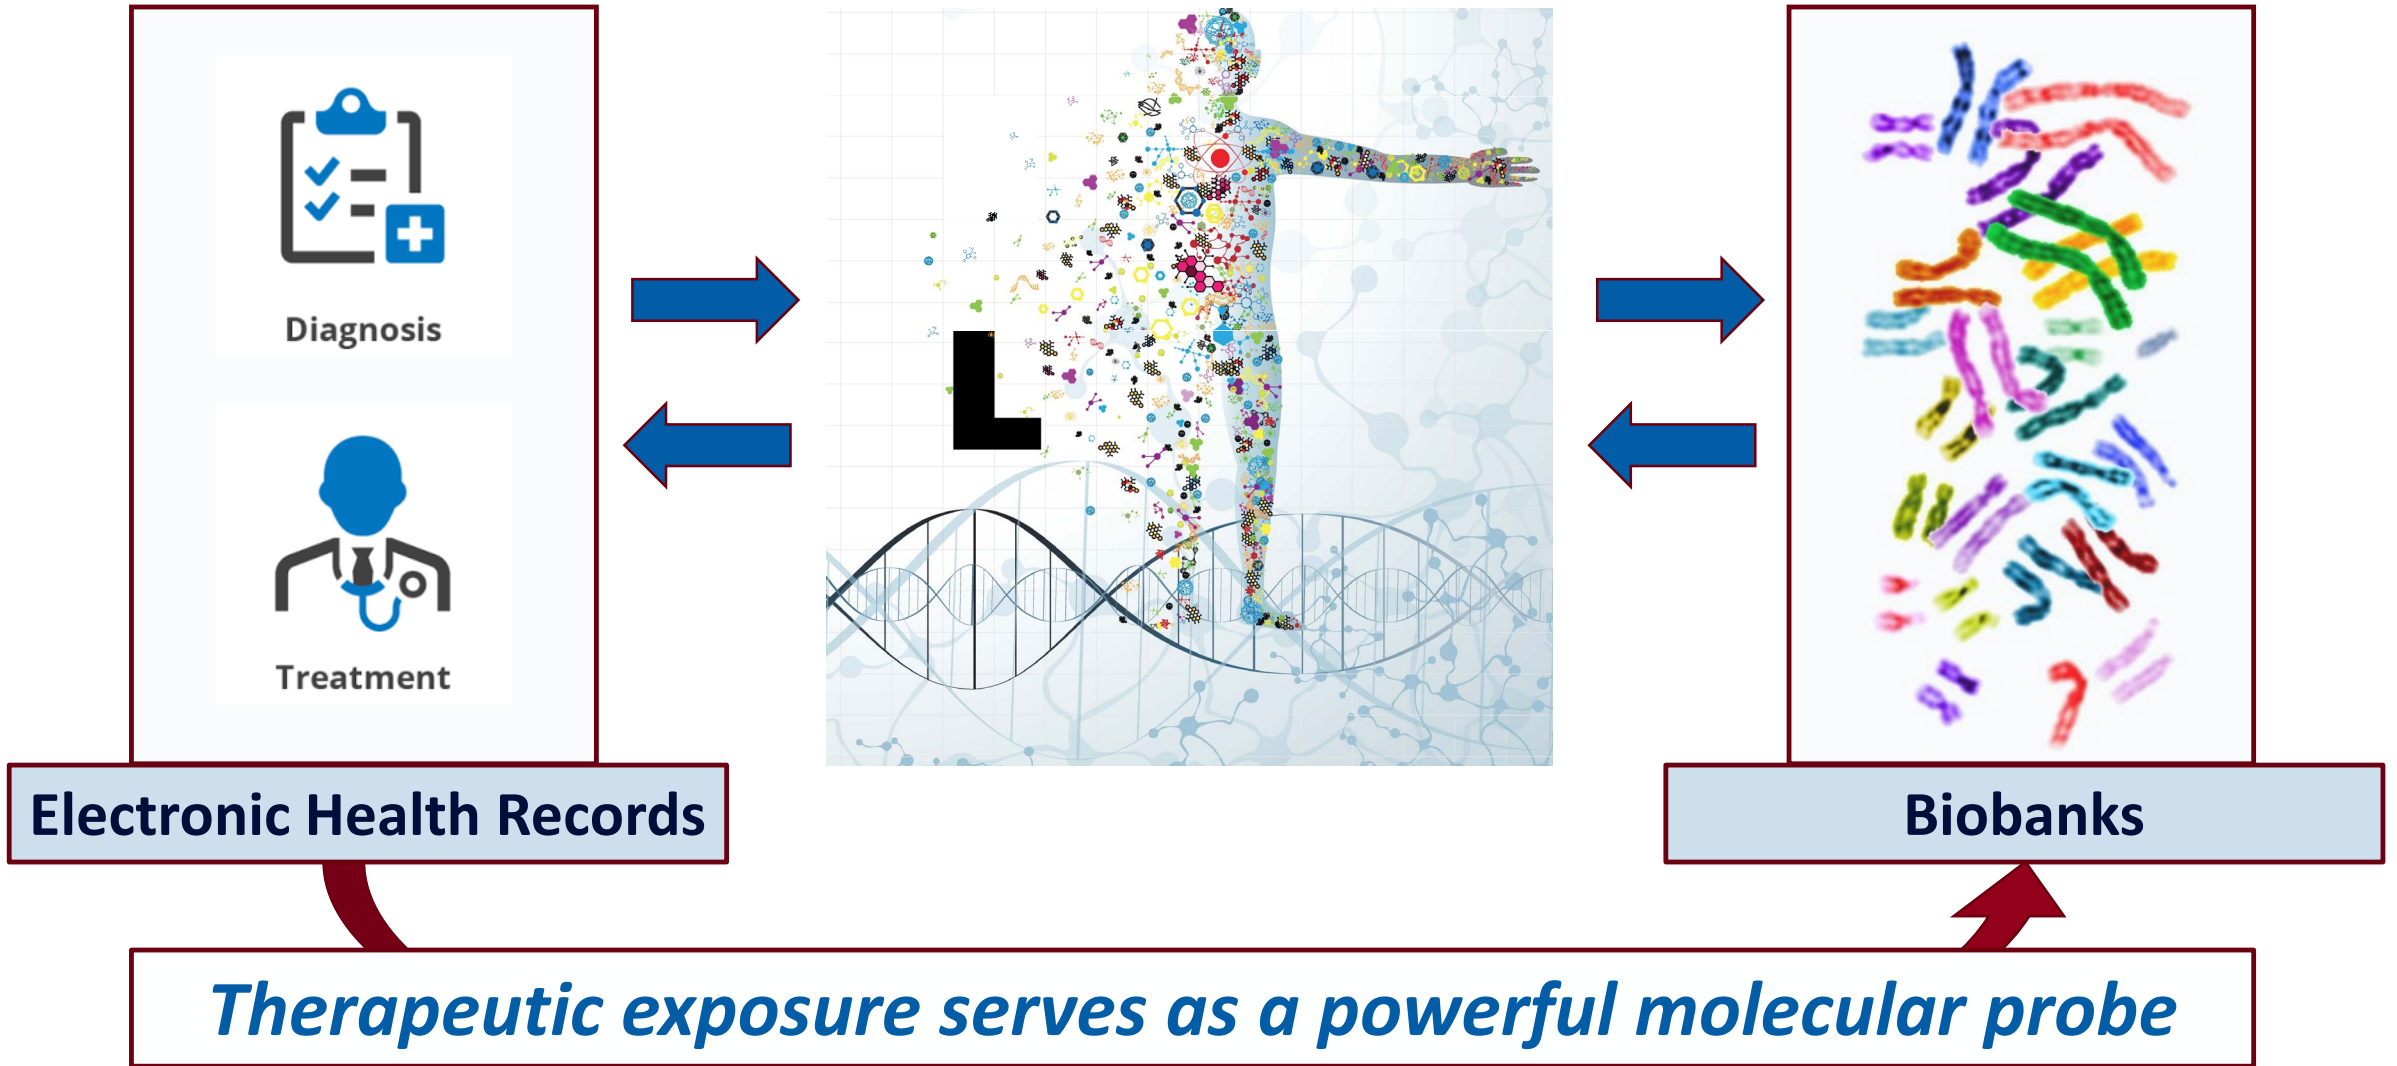 Diagnosis
Treatment
L
Electronic Health Records
Biobanks
Therapeutic exposure serves as a powerful molecular probe